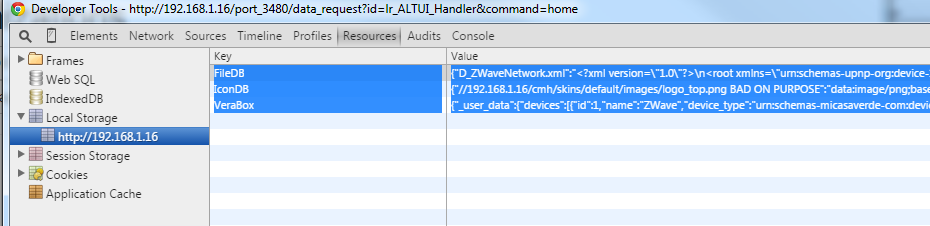 Developer Tools - http://192.168.1.16/port_3480/data_request?id=lr_ALTUI_Handler&command=home
Elements Network Sources Timeline Profiles Resources Audits Console
Frames
Web SQL
IndexedDB
Local Storage
http://192.168.1.16
Session Storage
Cookies
Application Cache
Key Value
FileDB {"D_ZWaveNetwork.xml":"<?xml version=\"1.0\"?>\n<root xmlns=\"urn:schemas-upnp-org:device-
IconDB {"//192.168.1.16/cmh/skins/default/images/logo_top.png BAD ON PURPOSE":"data:image/png;base
VeraBox {"_user_data":{"devices":[{"id":1,"name":"ZWave","device_type":"urn:schemas-micasaverde-com:device